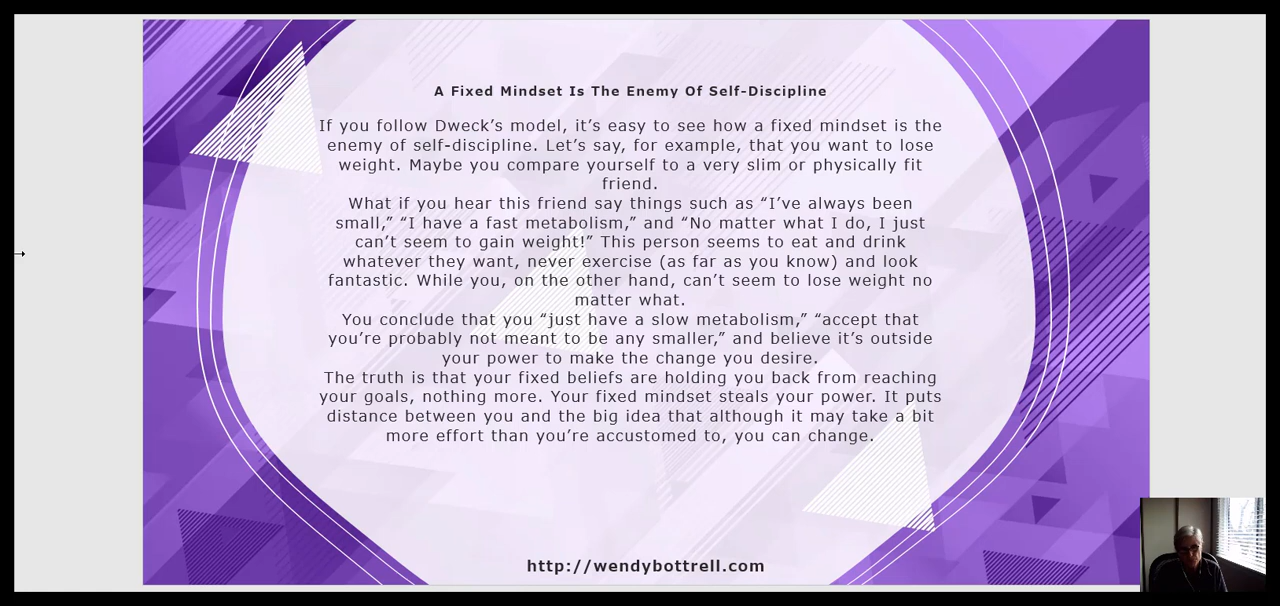 A Fixed Mindset Is The Enemy Of Self-Discipline
If you follow Dweck’s model, it’s easy to see how a fixed mindset is the
enemy of self-discipline. Let’s say, for example, that you want to lose
weight. Maybe you compare yourself to a very slim or physically fit
friend.
What if you hear this friend say things such as “I’ve always been
small,” “I have a fast metabolism,” and “No matter what I do, I just
can’t seem to gain weight!” This person seems to eat and drink
whatever they want, never exercise (as far as you know) and look
fantastic. While you, on the other hand, can’t seem to lose weight no
matter what.
You conclude that you “just have a slow metabolism,” “accept that
you’re probably not meant to be any smaller,” and believe it’s outside
your power to make the change you desire.
The truth is that your fixed beliefs are holding you back from reaching
your goals, nothing more. Your fixed mindset steals your power. It puts
distance between you and the big idea that although it may take a bit
more effort than you’re accustomed to, you can change.
http://wendybottrell.com